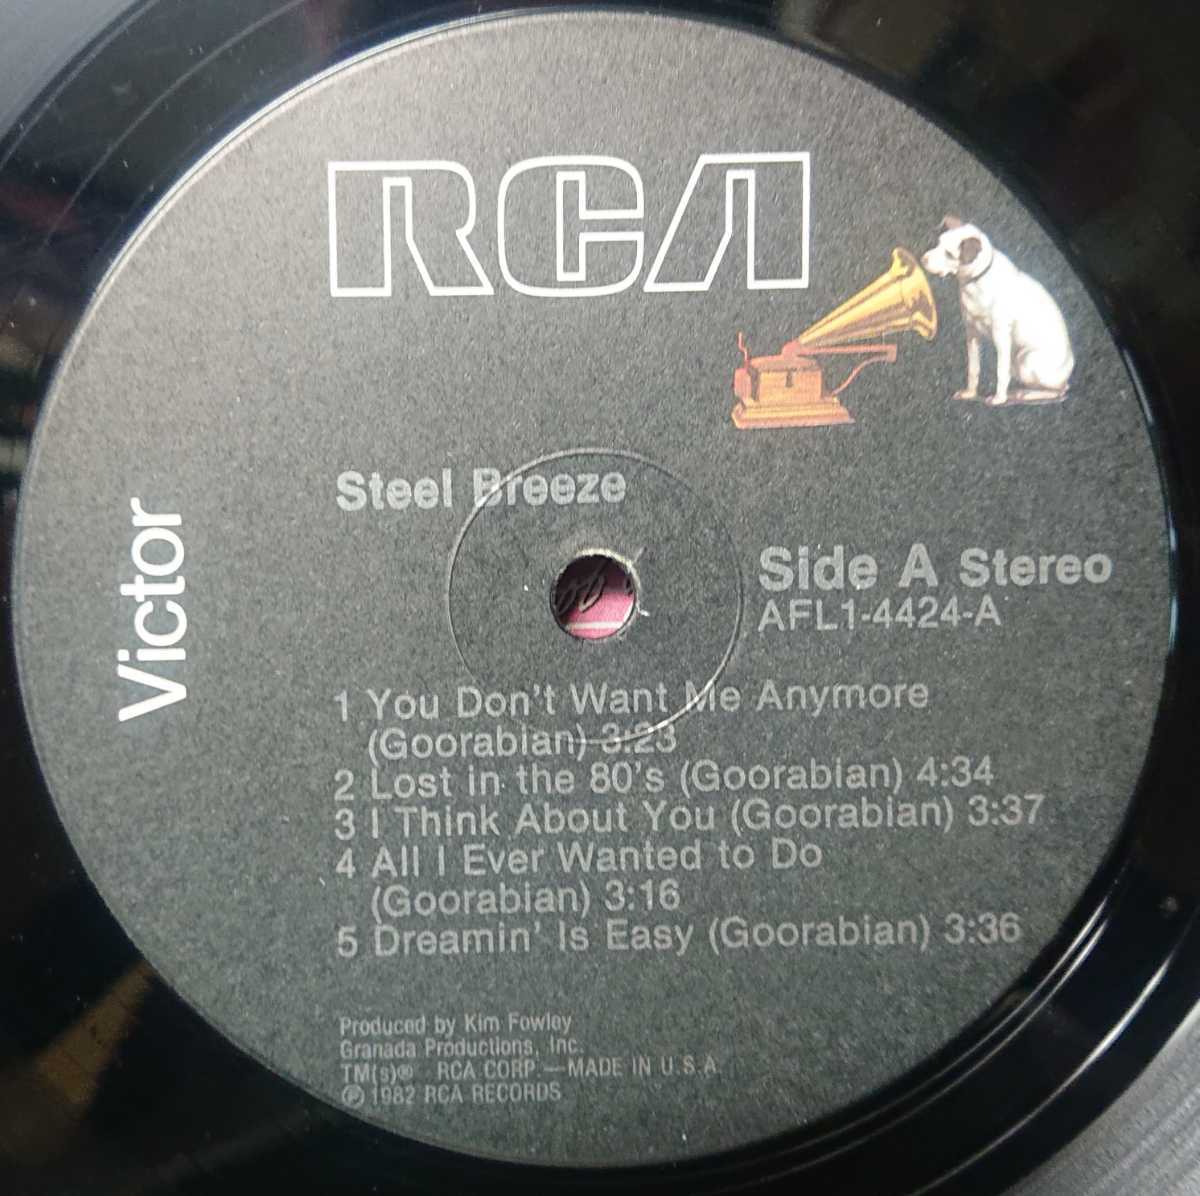 RCA
Victor
Steel Breeze
Side A Stereo
AFL1-4424-A
1 You Don't Want Me Anymore
(Goorabian) 3:23
2 Lost in the 80's (Goorabian) 4:34
3 I Think About You (Goorabian) 3:37
4 All I Ever Wanted to Do
(Goorabian) 3:16
5 Dreamin' Is Easy (Goorabian) 3:36
Produced by Kim Fowley
Granada Productions, Inc.
TM(s)® RCA CORP — MADE IN U.S.A.
℗ 1982 RCA RECORDS